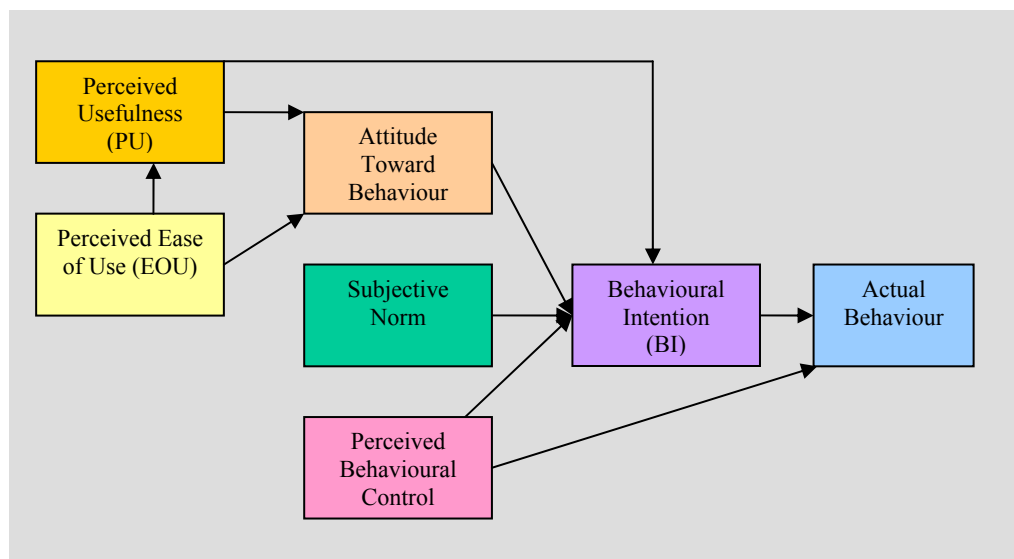 Perceived
Usefulness
(PU)
Attitude
Toward
Behaviour
Perceived Ease
of Use (EOU)
Subjective
Norm
Behavioural
Intention
(BI)
Actual
Behaviour
Perceived
Behavioural
Control